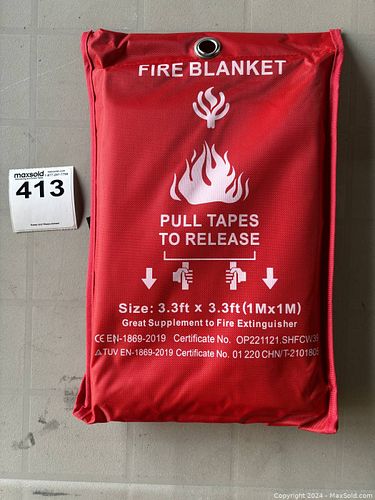 FIRE BLANKET
PULL TAPES
TO RELEASE
Size: 3.3ft x 3.3ft (1Mx1M)
Great Supplement to Fire Extinguisher
CE EN-1869-2019 Certificate No. OP221121.SHFCW39
TUV EN-1869-2019 Certificate No. 01 220 CHN/T-2101805
maxsold
413
Copyright © 2024 - MaxSold.com